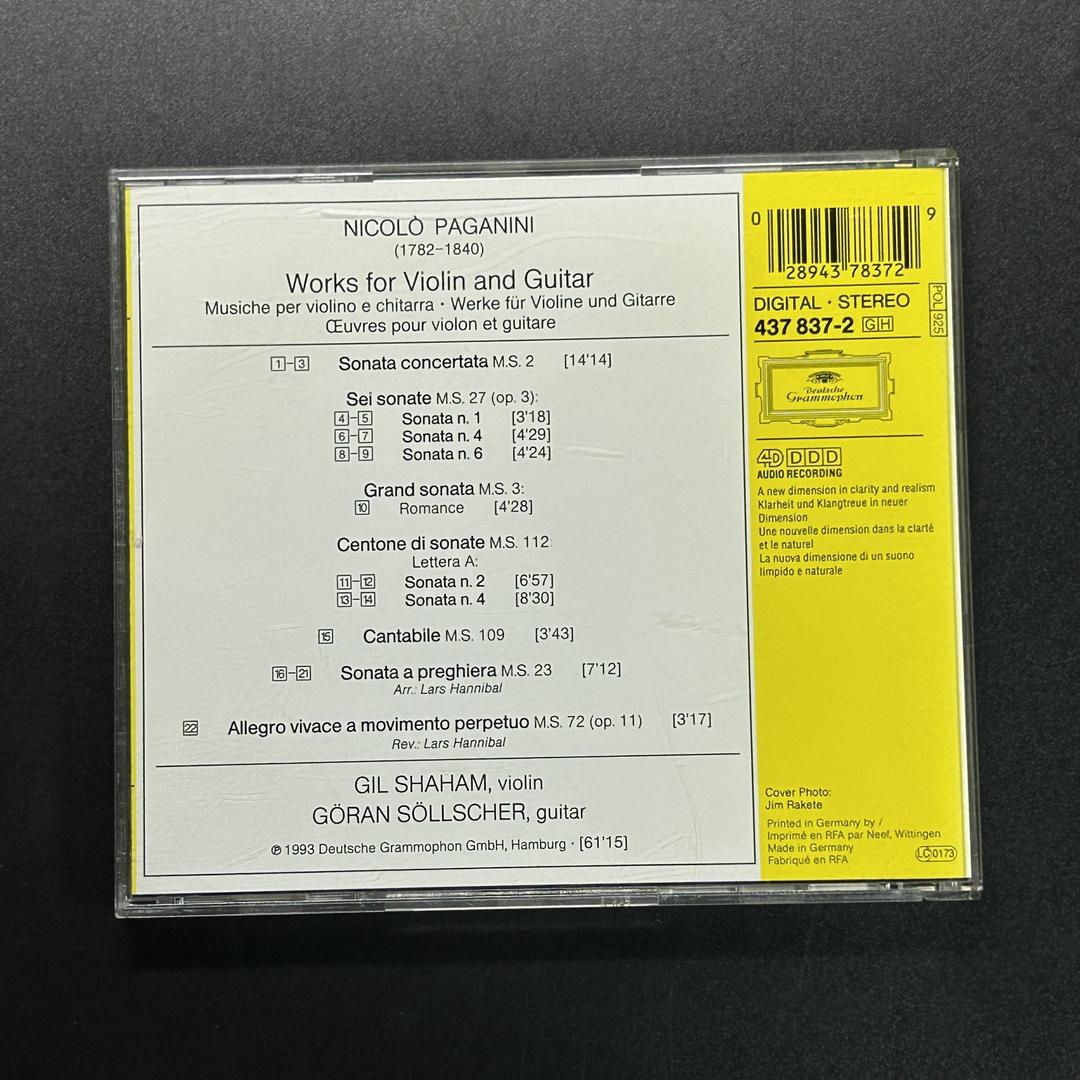 NICOLÒ PAGANINI
(1782-1840)
Works for Violin and Guitar
Musiche per violino e chitarra · Werke für Violine und Gitarre
Œuvres pour violon et guitare
1-3 Sonata concertata M.S. 2 [14'14]
Sei sonate M.S. 27 (op. 3):
4-5 Sonata n. 1 [3'18]
6-7 Sonata n. 4 [4'29]
8-9 Sonata n. 6 [4'24]
Grand sonata M.S. 3:
10 Romance [4'28]
Centone di sonate M.S. 112:
Lettera A:
11-12 Sonata n. 2 [6'57]
13-14 Sonata n. 4 [8'30]
15 Cantabile M.S. 109 [3'43]
16-21 Sonata a preghiera M.S. 23 [7'12]
Arr.: Lars Hannibal
22 Allegro vivace a movimento perpetuo M.S. 72 (op. 11) [3'17]
Rev.: Lars Hannibal
GIL SHAHAM, violin
GÖRAN SÖLLSCHER, guitar
℗ 1993 Deutsche Grammophon GmbH, Hamburg · [61'15]
0 28943 78372 9
DIGITAL · STEREO
437 837-2 GH
POL 925
Deutsche
Grammophon
4D DDD
AUDIO RECORDING
A new dimension in clarity and realism
Klarheit und Klangtreue in neuer
Dimension
Une nouvelle dimension dans la clarté
et le naturel
La nuova dimensione di un suono
limpido e naturale
Cover Photo:
Jim Rakete
Printed in Germany by /
Imprimé en RFA par Neef, Wittingen
Made in Germany
Fabriqué en RFA
LC 0173